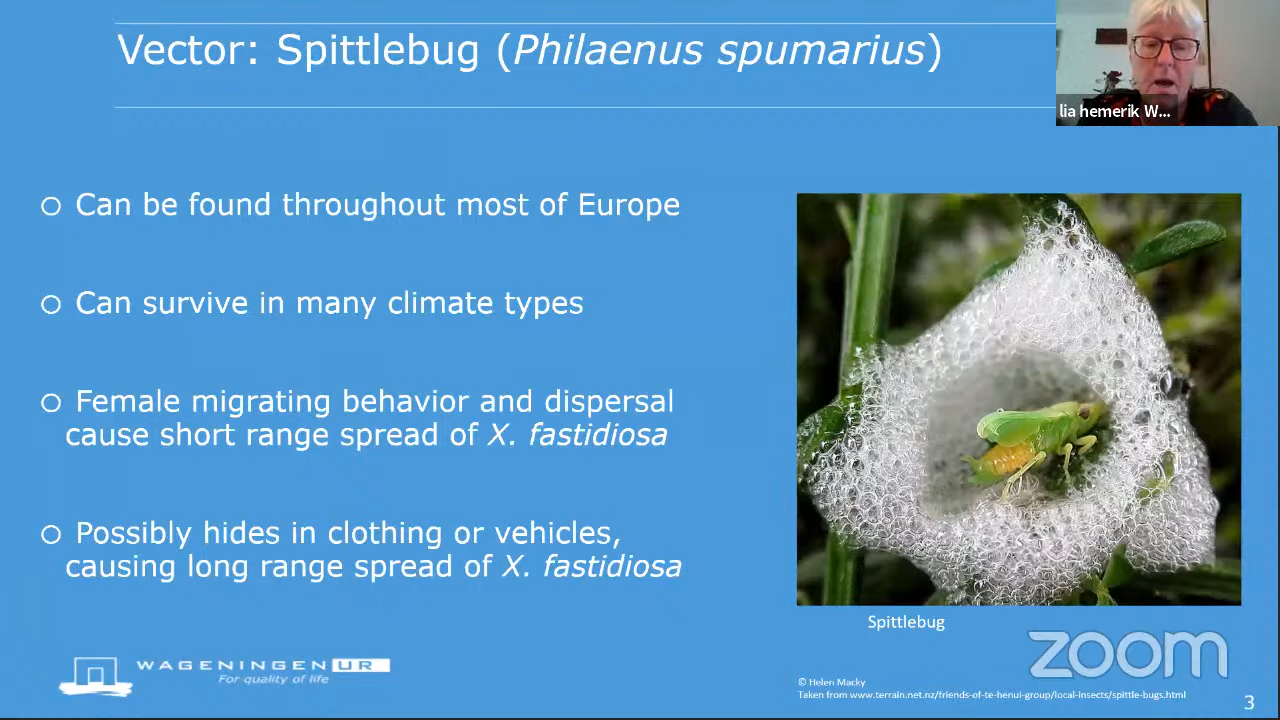 Vector: Spittlebug (Philaenus spumarius)
lia hemerik W...
Can be found throughout most of Europe
Can survive in many climate types
Female migrating behavior and dispersal
cause short range spread of X. fastidiosa
Possibly hides in clothing or vehicles,
causing long range spread of X. fastidiosa
Spittlebug
WAGENINGEN UR
For quality of life
zoom
© Helen Macky
Taken from www.terrain.net.nz/friends-of-te-henui-group/local-insects/spittle-bugs.html
3